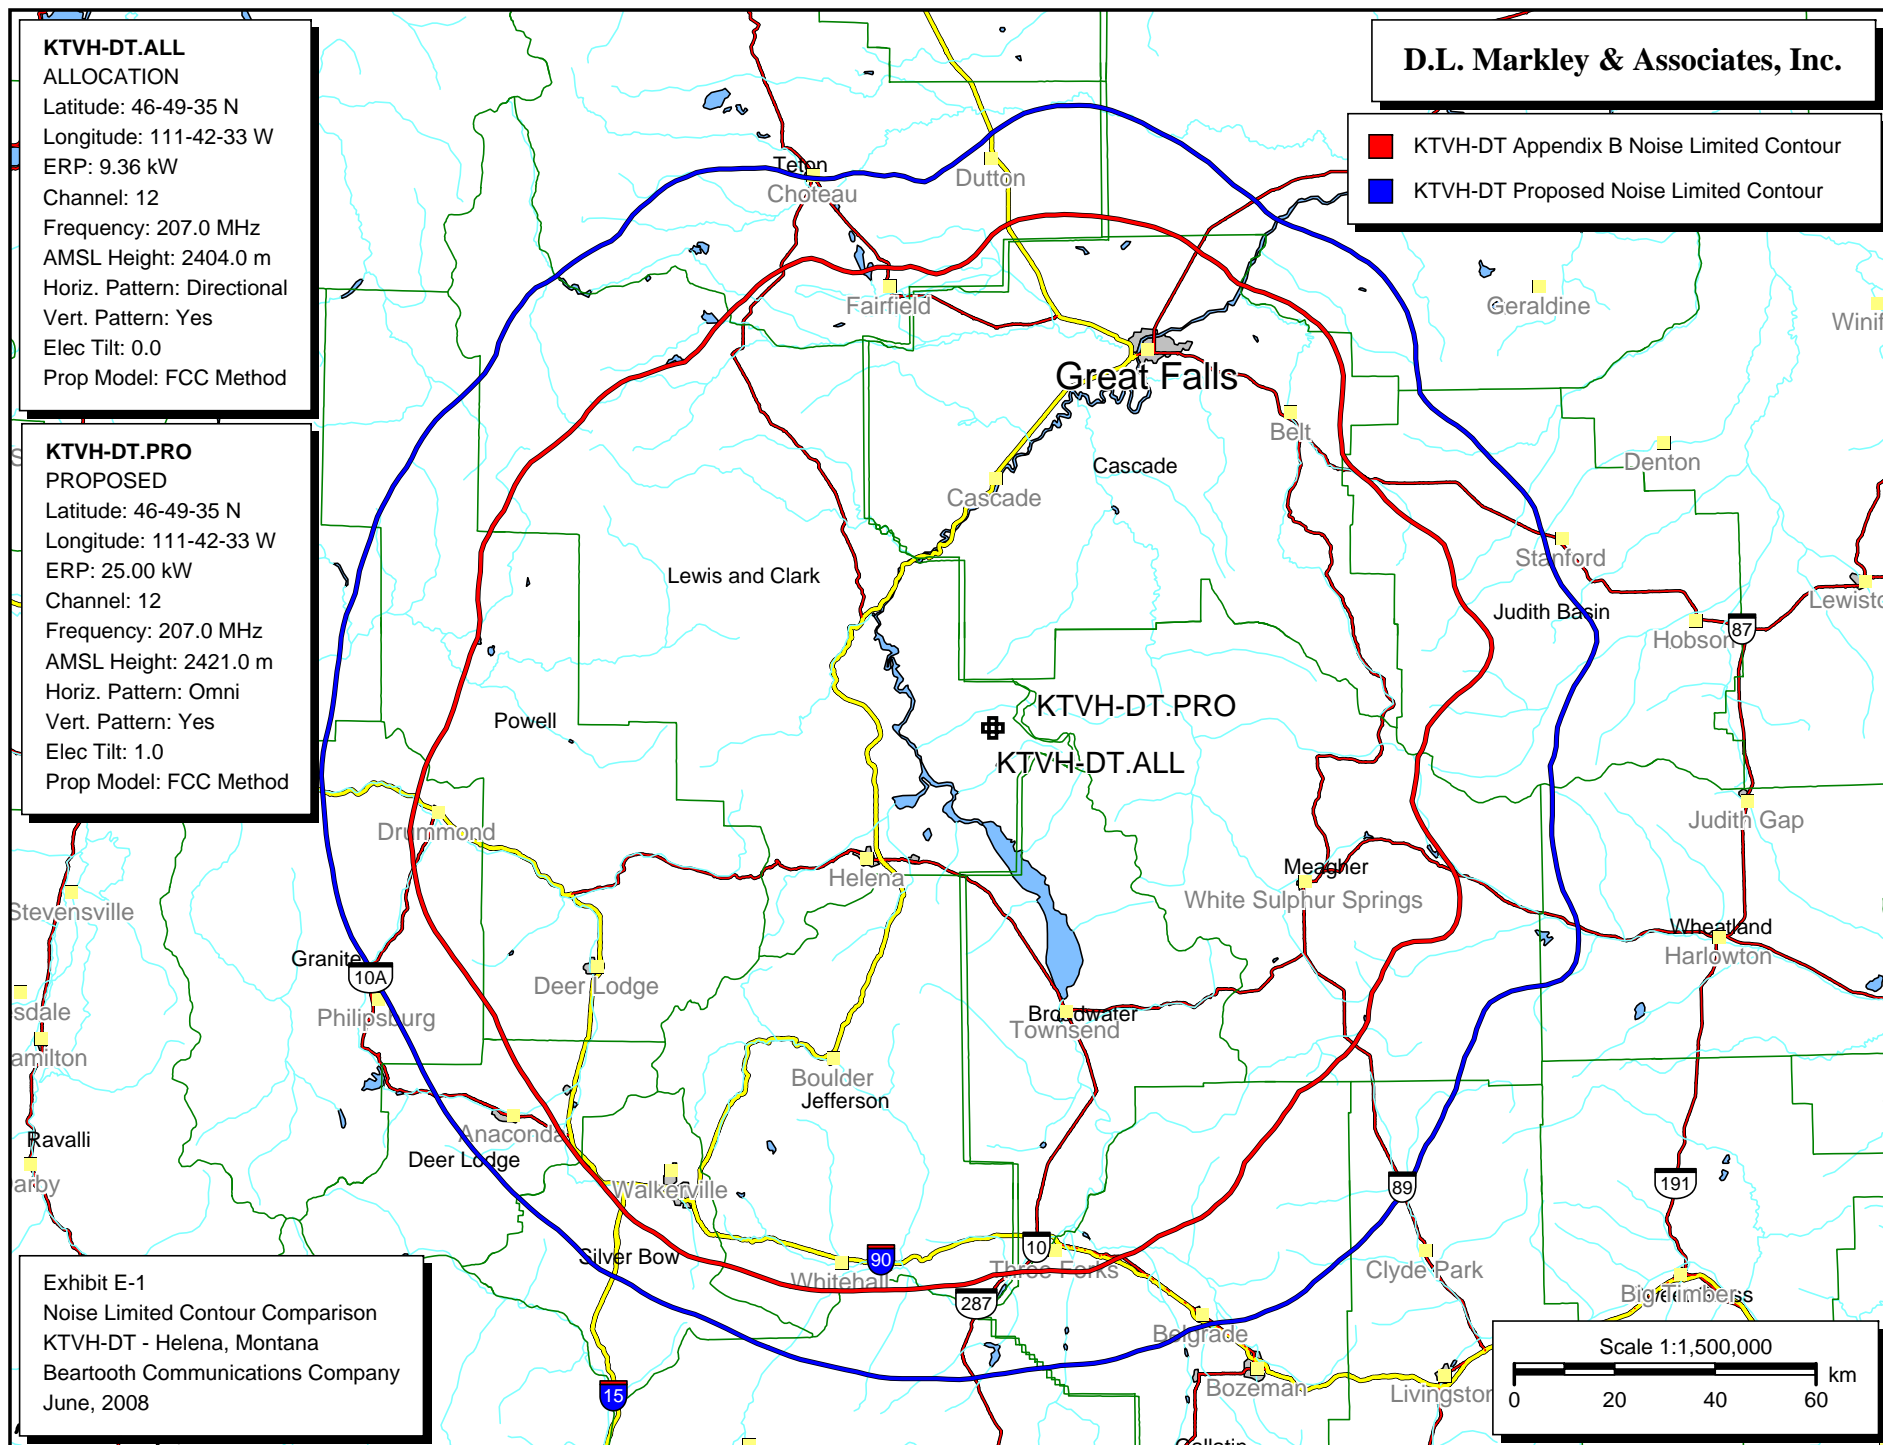 KTVH-DT.ALL
ALLOCATION
Latitude: 46-49-35 N
Longitude: 111-42-33 W
ERP: 9.36 kW
Channel: 12
Frequency: 207.0 MHz
AMSL Height: 2404.0 m
Horiz. Pattern: Directional
Vert. Pattern: Yes
Elec Tilt: 0.0
Prop Model: FCC Method
KTVH-DT.PRO
PROPOSED
Latitude: 46-49-35 N
Longitude: 111-42-33 W
ERP: 25.00 kW
Channel: 12
Frequency: 207.0 MHz
AMSL Height: 2421.0 m
Horiz. Pattern: Omni
Vert. Pattern: Yes
Elec Tilt: 1.0
Prop Model: FCC Method
D.L. Markley & Associates, Inc.
KTVH-DT Appendix B Noise Limited Contour
KTVH-DT Proposed Noise Limited Contour
Teton
Choteau
Dutton
Fairfield
Geraldine
Winif
Great Falls
Belt
Denton
Cascade
Cascade
Stanford
Lewis and Clark
Judith Basin
Lewistо
Hobson
87
KTVH-DT.PRO
Powell
KTVH-DT.ALL
Drummond
Judith Gap
Helena
Meagher
White Sulphur Springs
Stevensville
Wheatland
Harlowton
Granite
10A
Deer Lodge
sdale
Philipsburg
Broadwater
Townsend
amilton
Boulder
Jefferson
Ravalli
Anaconda
Deer Lodge
arby
Walkerville
89
191
Silver Bow
90
10
Whitehall
Three Forks
Clyde Park
287
Big Timber
Belgrade
Bozeman
Livingston
15
Exhibit E-1
Noise Limited Contour Comparison
KTVH-DT - Helena, Montana
Beartooth Communications Company
June, 2008
Scale 1:1,500,000
km
0 20 40 60